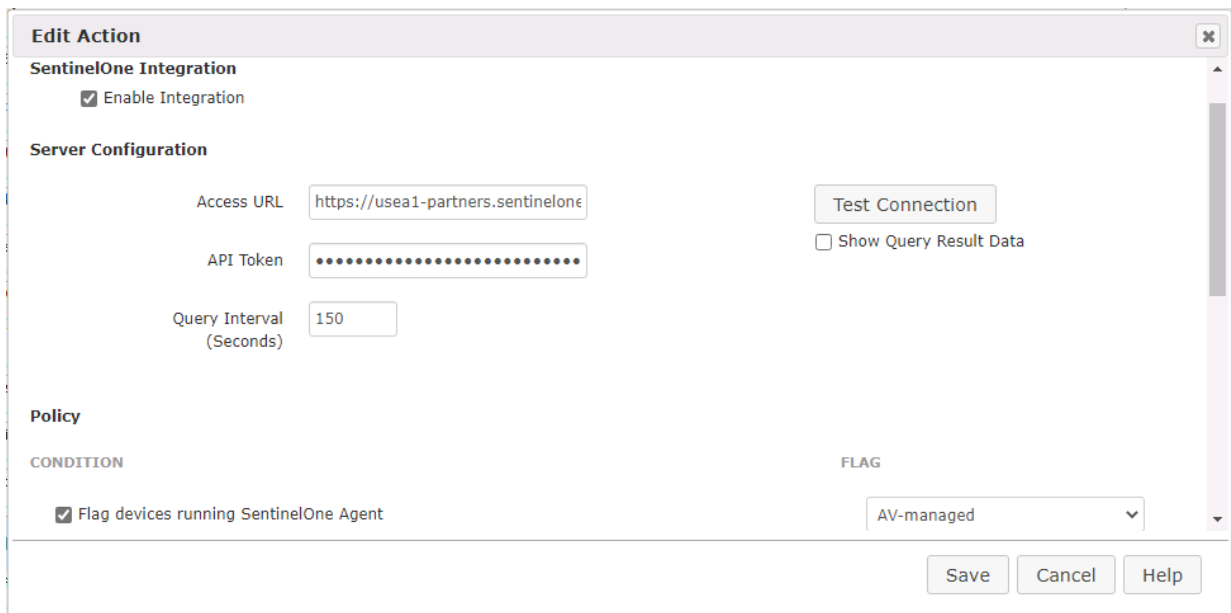 Edit Action
SentinelOne Integration
Enable Integration
Server Configuration
Access URL https://usea1-partners.sentinelone Test Connection
Show Query Result Data
API Token ••••••••••••••••••••••••••••
Query Interval 150
(Seconds)
Policy
CONDITION FLAG
Flag devices running SentinelOne Agent AV-managed
Save Cancel Help